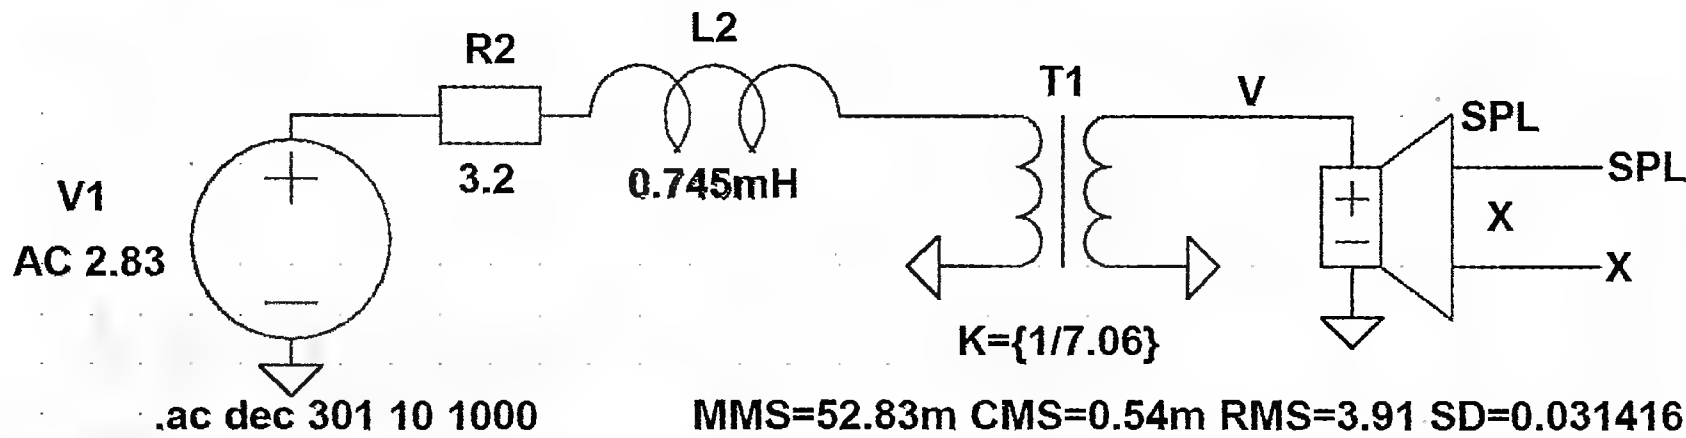 L2
R2
T1
V
SPL
SPL
3.2
0.745mH
V1
X
AC 2.83
X
K={1/7.06}
.ac dec 301 10 1000
MMS=52.83m CMS=0.54m RMS=3.91 SD=0.031416